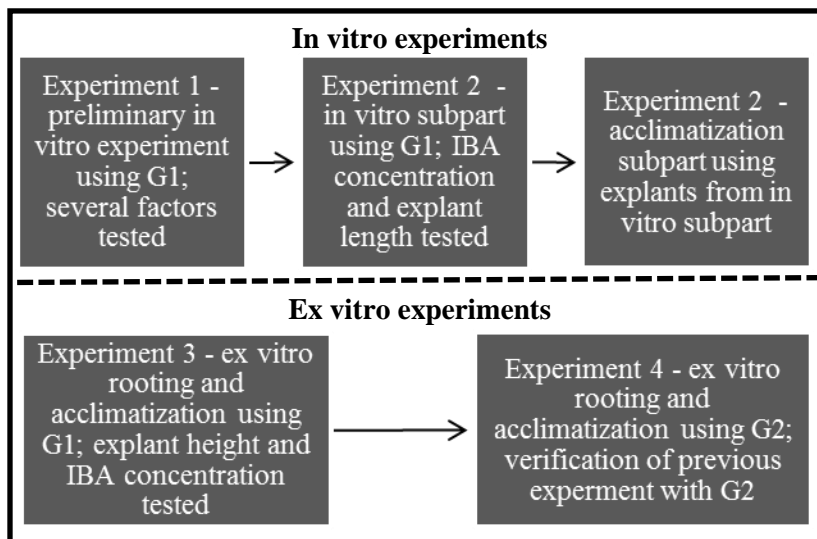 In vitro experiments
Experiment 1 -
preliminary in
vitro experiment
using G1;
several factors
tested
Experiment 2 -
in vitro subpart
using G1; IBA
concentration
and explant
length tested
Experiment 2 -
acclimatization
subpart using
explants from in
vitro subpart
Ex vitro experiments
Experiment 3 - ex vitro
rooting and
acclimatization using
G1; explant height and
IBA concentration
tested
Experiment 4 - ex vitro
rooting and
acclimatization using G2;
verification of previous
experment with G2